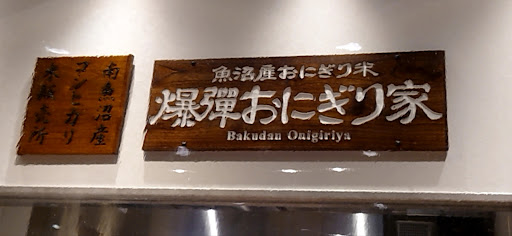 魚沼産おにぎり米
爆彈おにぎり家
Bakudan Onigiriya
南魚沼産
コシヒカリ